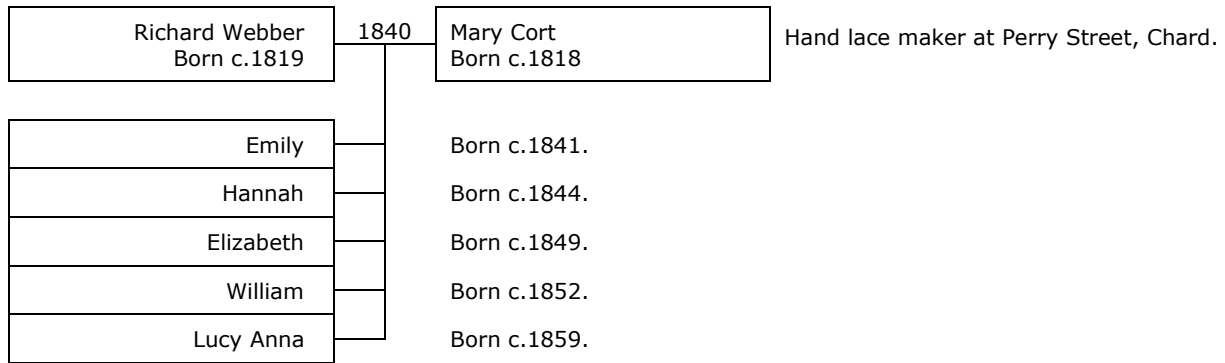 Richard Webber
Born c.1819
1840
Mary Cort
Born c.1818
Hand lace maker at Perry Street, Chard.
Emily
Born c.1841.
Hannah
Born c.1844.
Elizabeth
Born c.1849.
William
Born c.1852.
Lucy Anna
Born c.1859.